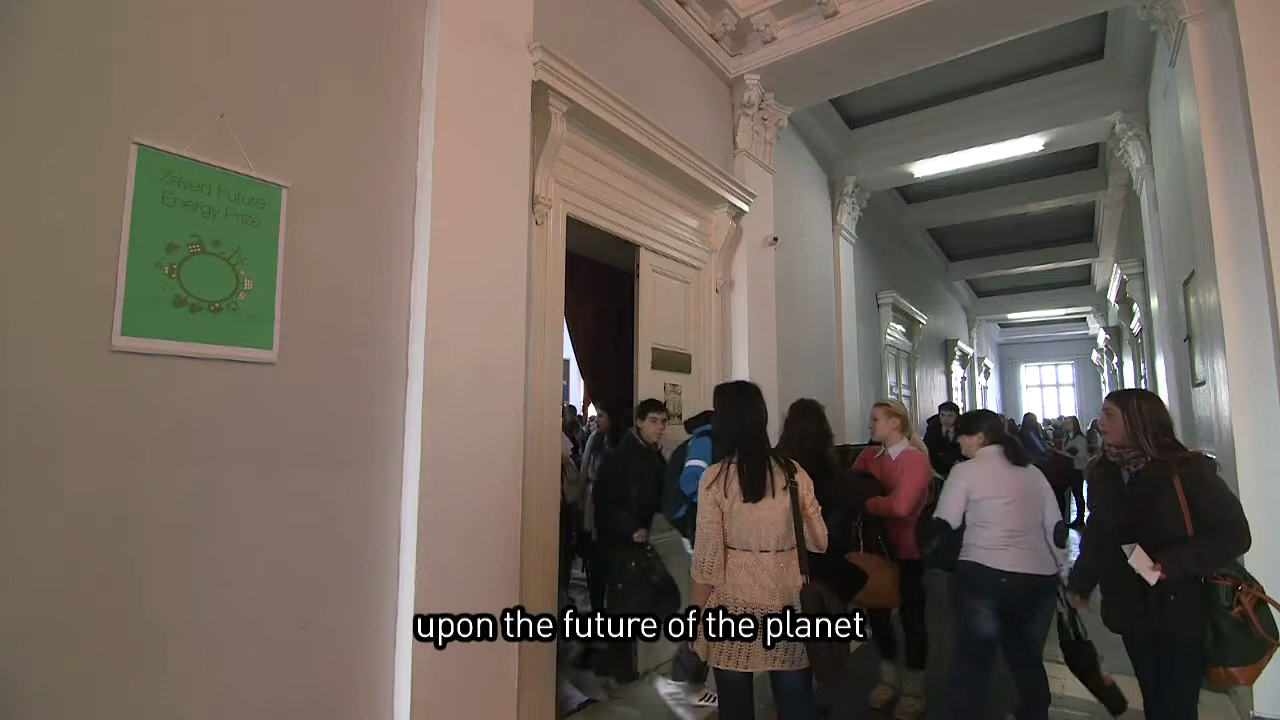 Zayed Future
Energy Prize
upon the future of the planet